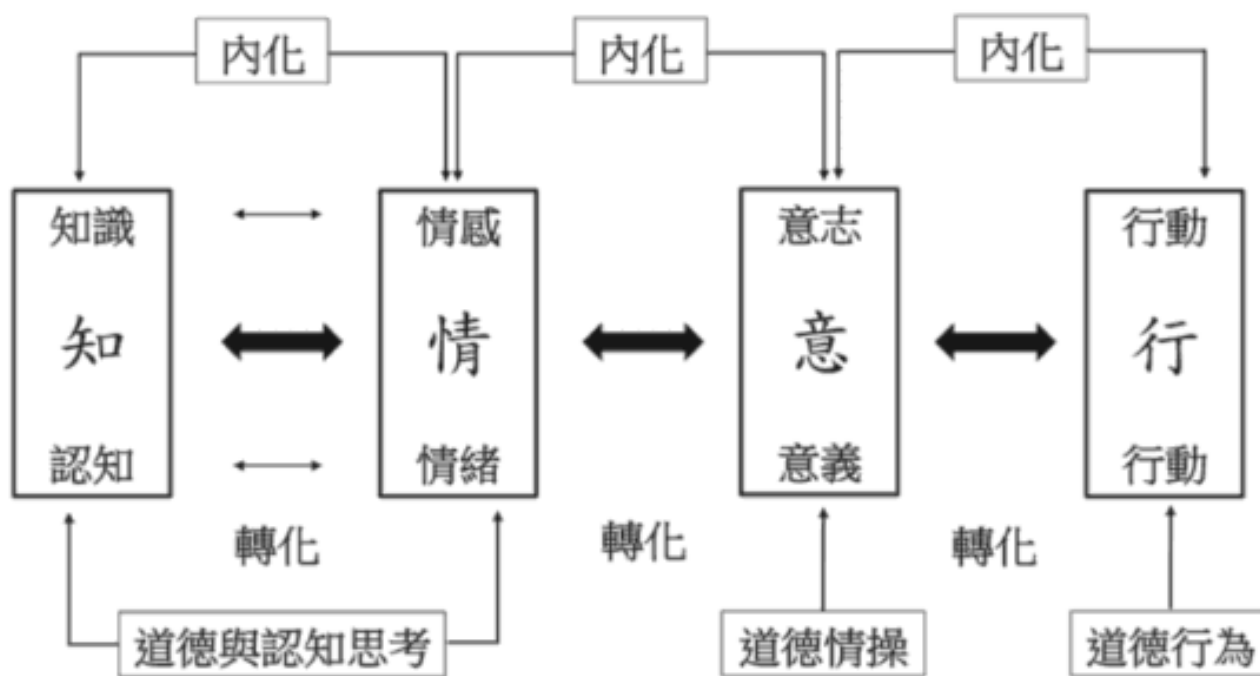 內化
內化
內化
知識
情感
意志
行動
知
情
意
行
認知
情緒
意義
行動
轉化
轉化
轉化
道德與認知思考
道德情操
道德行為